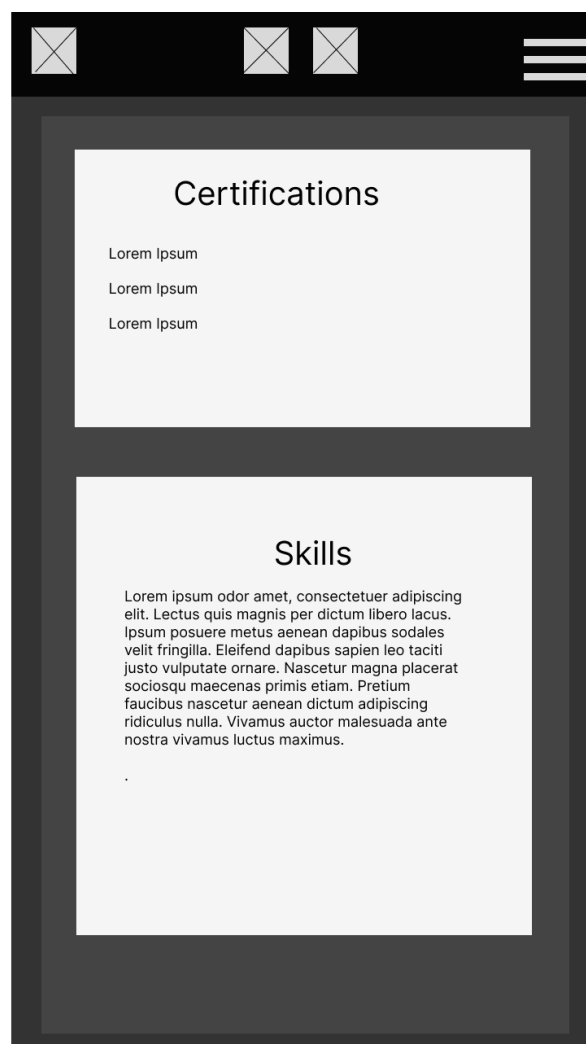 Certifications
Lorem Ipsum
Lorem Ipsum
Lorem Ipsum
Skills
Lorem ipsum odor amet, consectetuer adipiscing
elit. Lectus quis magnis per dictum libero lacus.
Ipsum posuere metus aenean dapibus sodales
velit fringilla. Eleifend dapibus sapien leo taciti
justo vulputate ornare. Nascetur magna placerat
sociosqu maecenas primis etiam. Pretium
faucibus nascetur aenean dictum adipiscing
ridiculus nulla. Vivamus auctor malesuada ante
nostra vivamus luctus maximus.
.